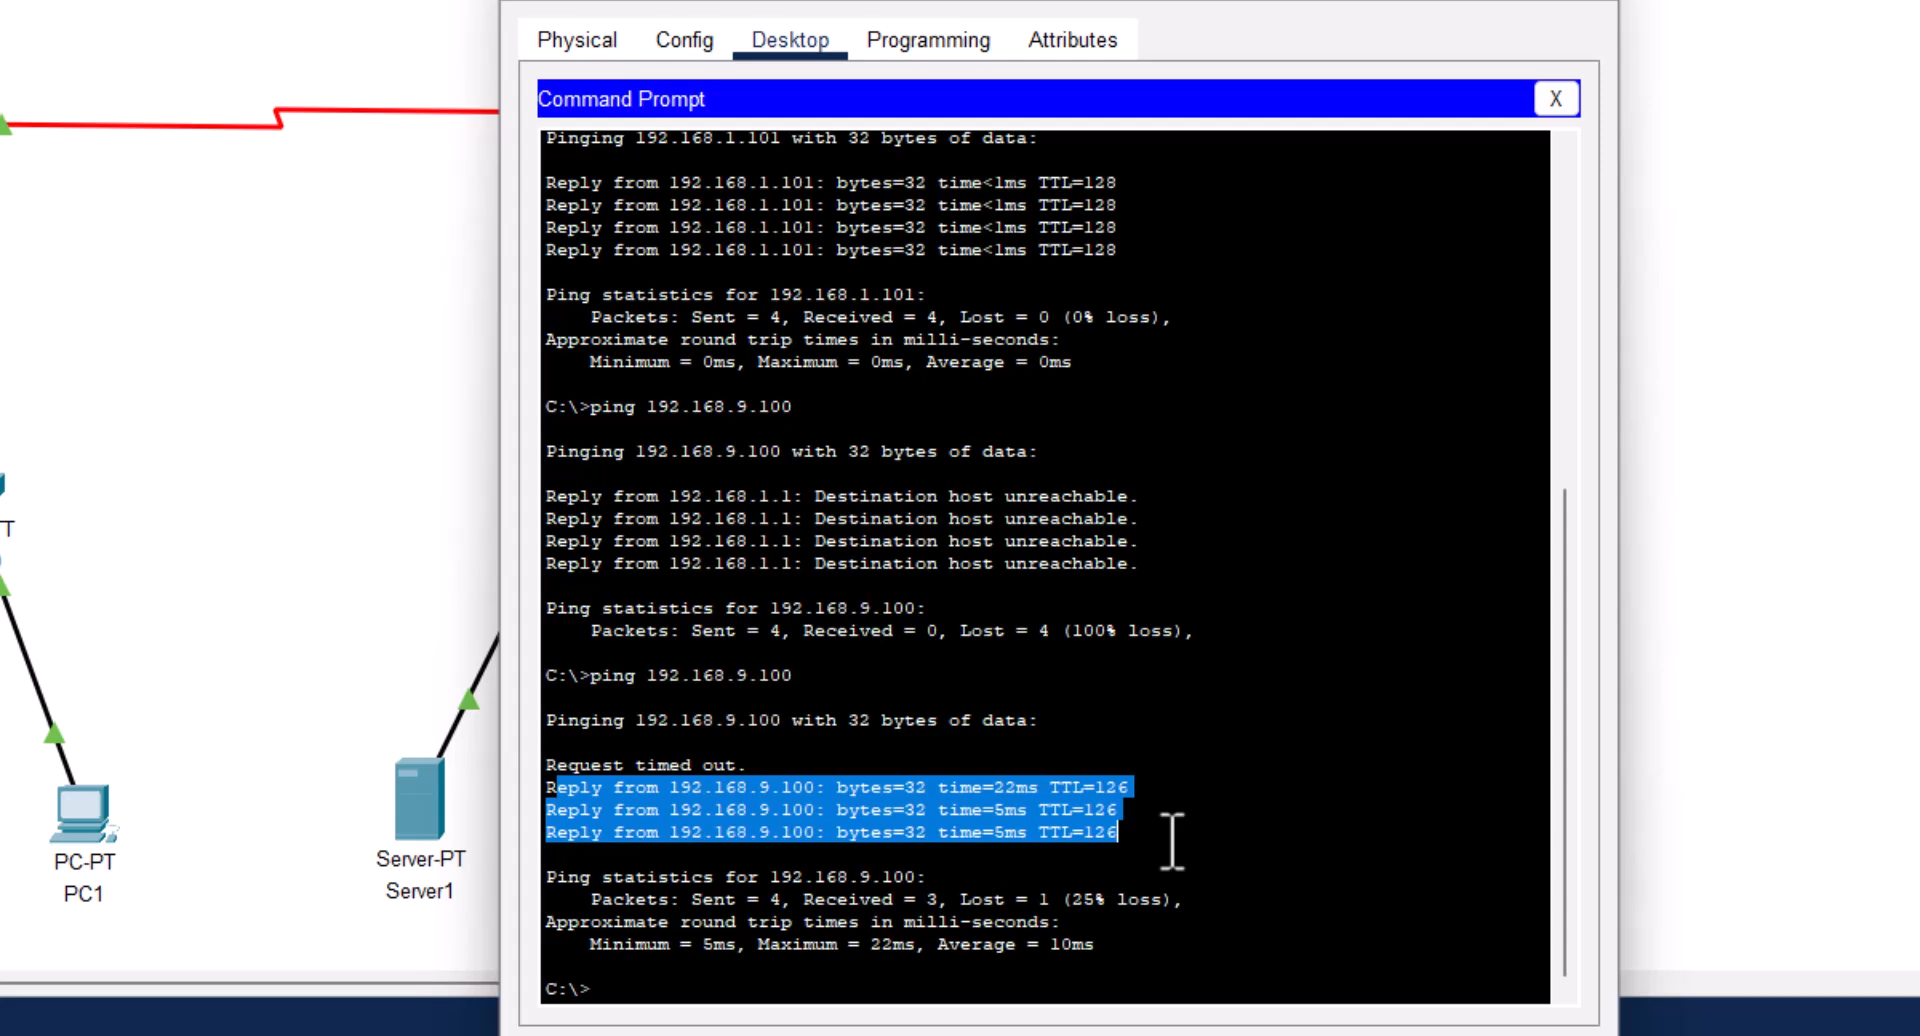 Physical Config Desktop Programming Attributes
Command Prompt X
Pinging 192.168.1.101 with 32 bytes of data:
Reply from 192.168.1.101: bytes=32 time<1ms TTL=128
Reply from 192.168.1.101: bytes=32 time<1ms TTL=128
Reply from 192.168.1.101: bytes=32 time<1ms TTL=128
Reply from 192.168.1.101: bytes=32 time<1ms TTL=128
Ping statistics for 192.168.1.101:
Packets: Sent = 4, Received = 4, Lost = 0 (0% loss),
Approximate round trip times in milli-seconds:
Minimum = 0ms, Maximum = 0ms, Average = 0ms
C:\>ping 192.168.9.100
Pinging 192.168.9.100 with 32 bytes of data:
Reply from 192.168.1.1: Destination host unreachable.
Reply from 192.168.1.1: Destination host unreachable.
Reply from 192.168.1.1: Destination host unreachable.
Reply from 192.168.1.1: Destination host unreachable.
Ping statistics for 192.168.9.100:
Packets: Sent = 4, Received = 0, Lost = 4 (100% loss),
C:\>ping 192.168.9.100
Pinging 192.168.9.100 with 32 bytes of data:
Request timed out.
Reply from 192.168.9.100: bytes=32 time=22ms TTL=126
Reply from 192.168.9.100: bytes=32 time=5ms TTL=126
Reply from 192.168.9.100: bytes=32 time=5ms TTL=126
Ping statistics for 192.168.9.100:
Packets: Sent = 4, Received = 3, Lost = 1 (25% loss),
Approximate round trip times in milli-seconds:
Minimum = 5ms, Maximum = 22ms, Average = 10ms
C:\>
T
PC-PT
PC1
Server-PT
Server1